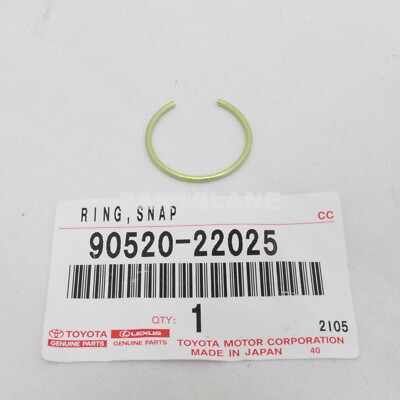 PARTSLANE
RING,SNAP CC
90520-22025
QTY: 1 2105
TOYOTA LEXUS TOYOTA MOTOR CORPORATION
GENUINE PARTS GENUINE PARTS MADE IN JAPAN 40